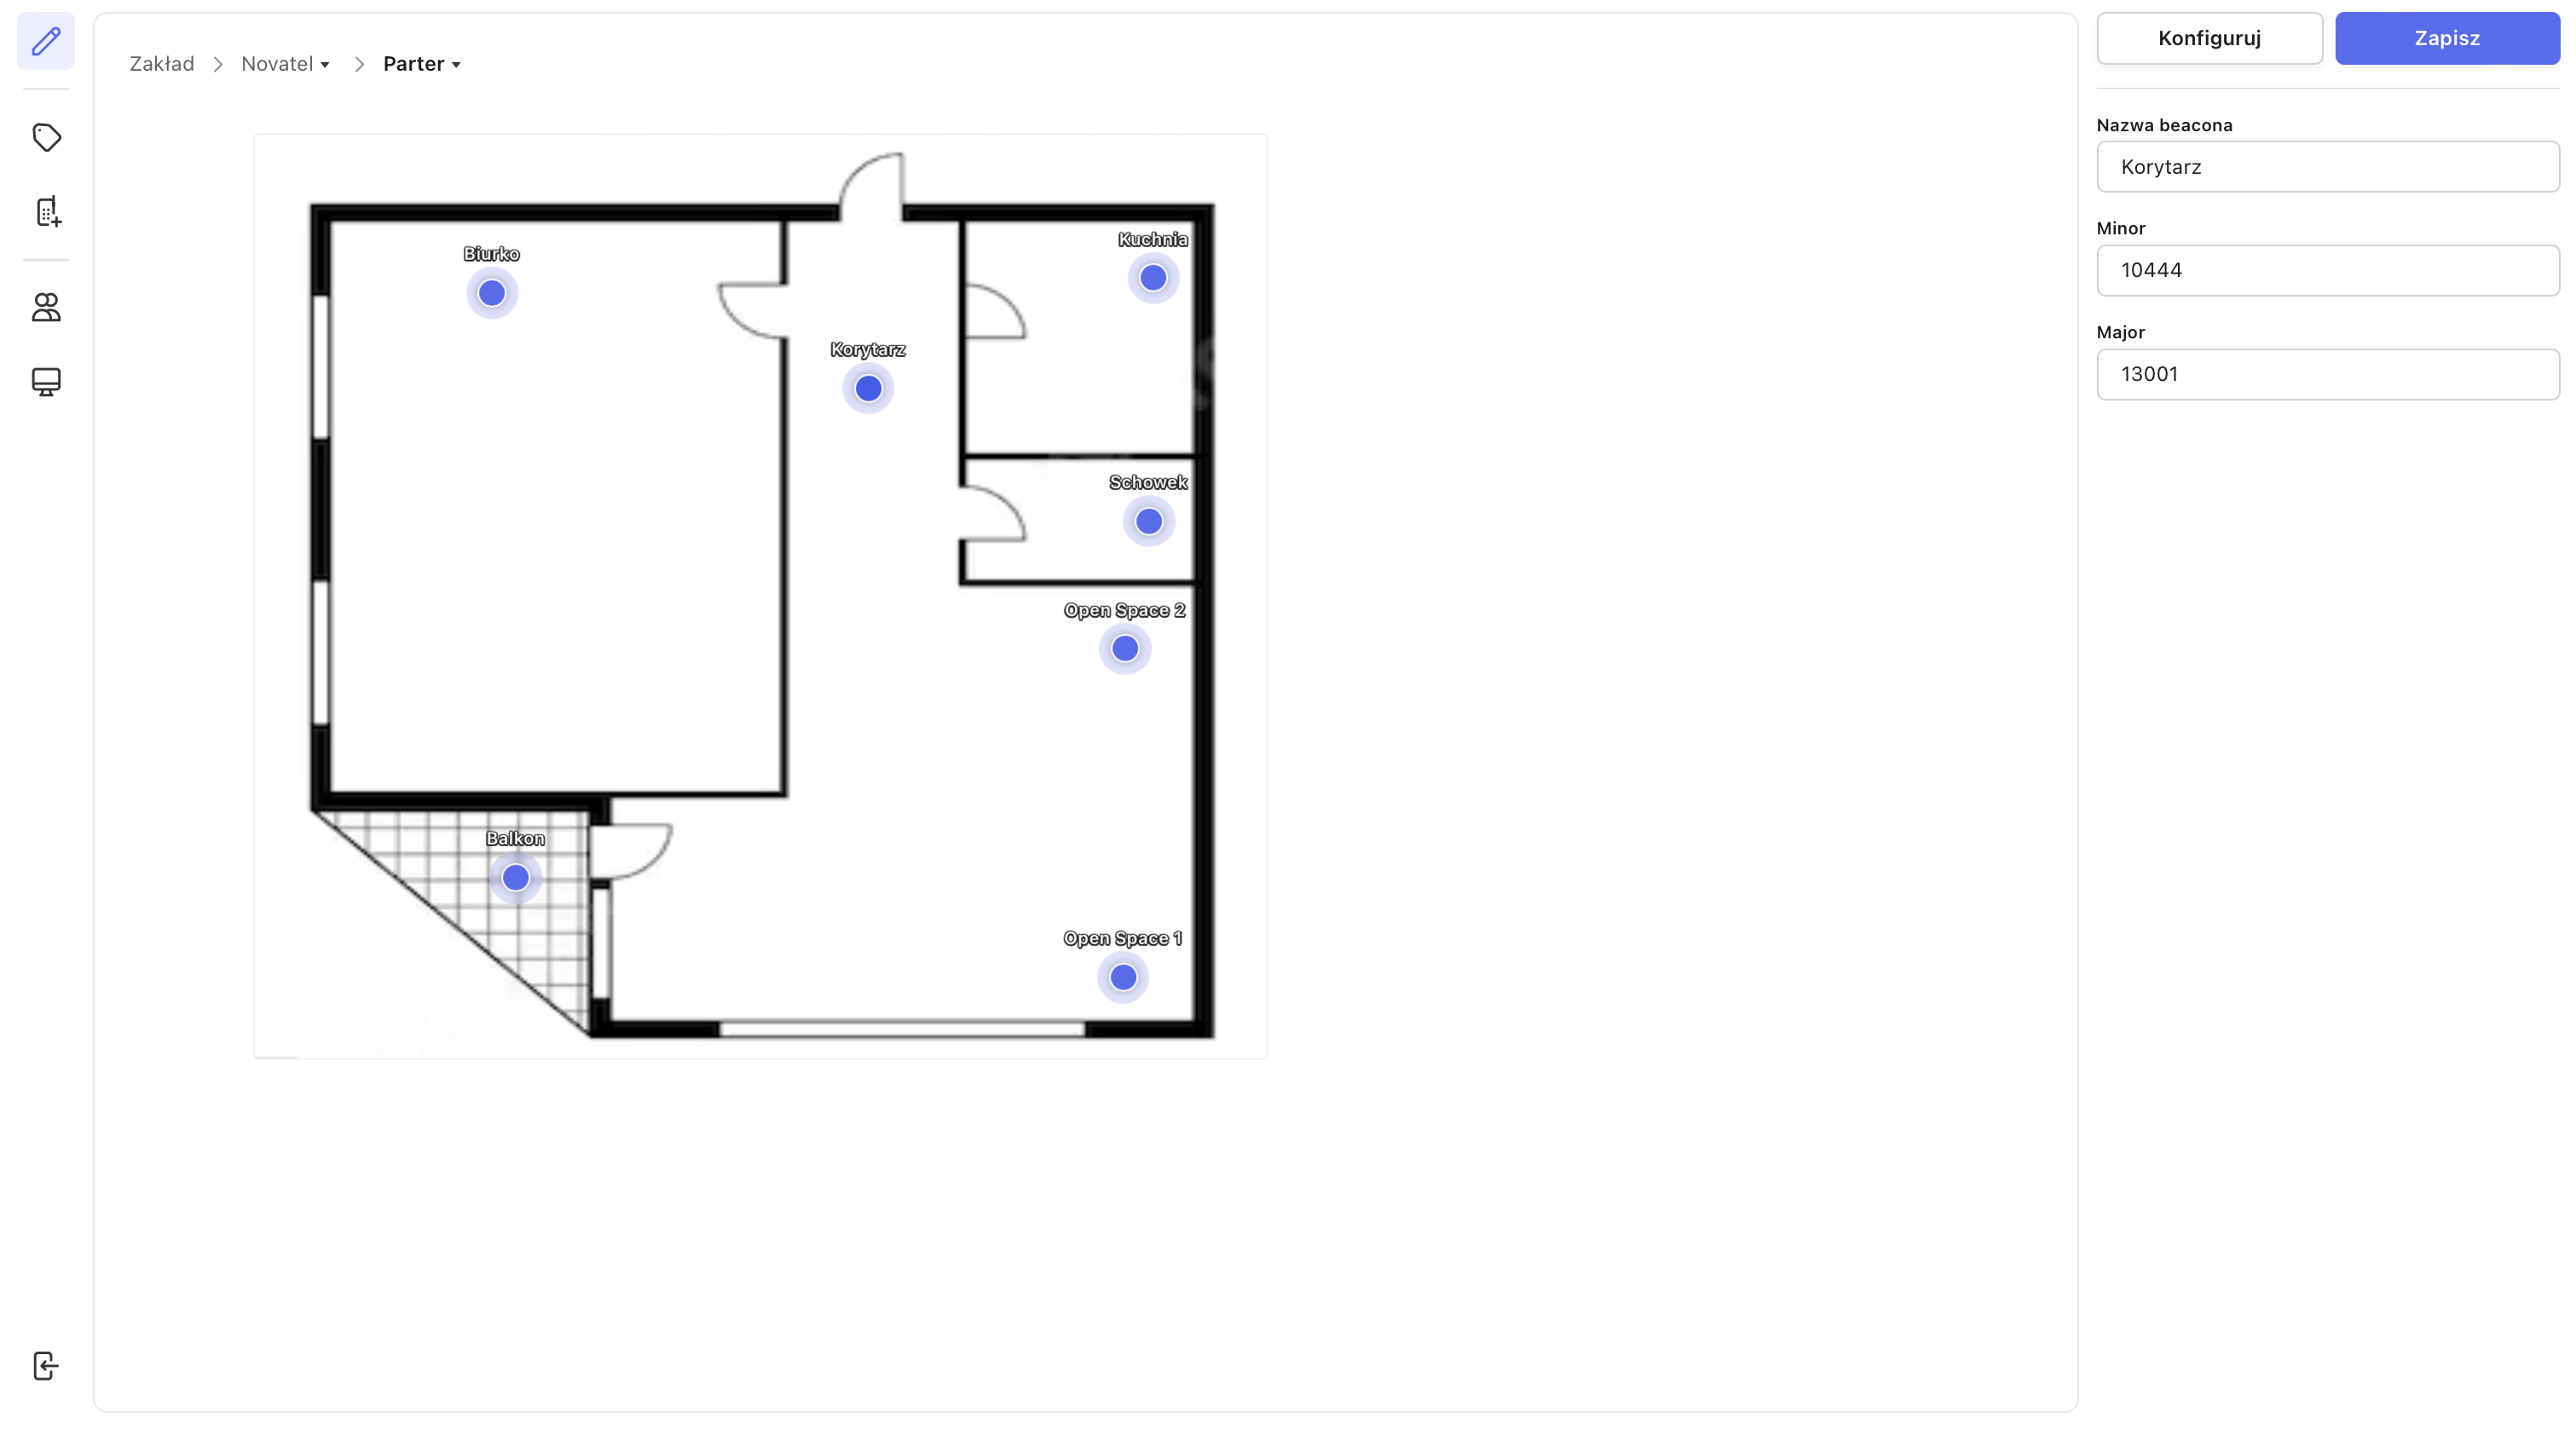 Zakład
Novatel
Parter
Konfiguruj
Zapisz
Nazwa beacona
Korytarz
Minor
10444
Major
13001
Biurko
Kuchnia
Korytarz
Schowek
Open Space 2
Balkon
Open Space 1